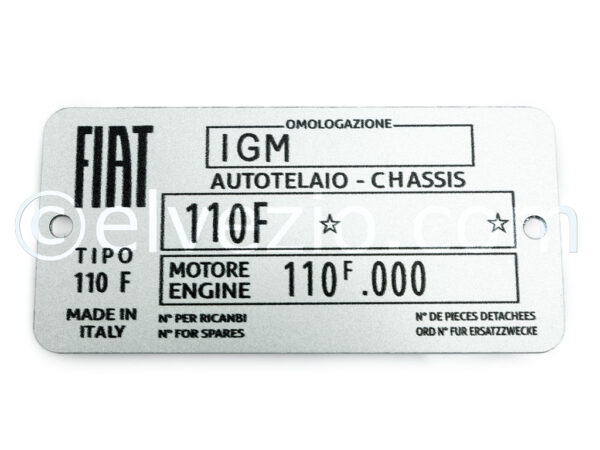 FIAT
OMOLOGAZIONE
IGM
AUTOTELAIO - CHASSIS
110F ☆ ☆
TIPO
110 F
MOTORE
ENGINE
110F.000
MADE IN
ITALY
N° PER RICANBI
N° FOR SPARES
N° DE PIECES DETACHEES
ORD N° FUR ERSATZZWECKE
©elvezio.com